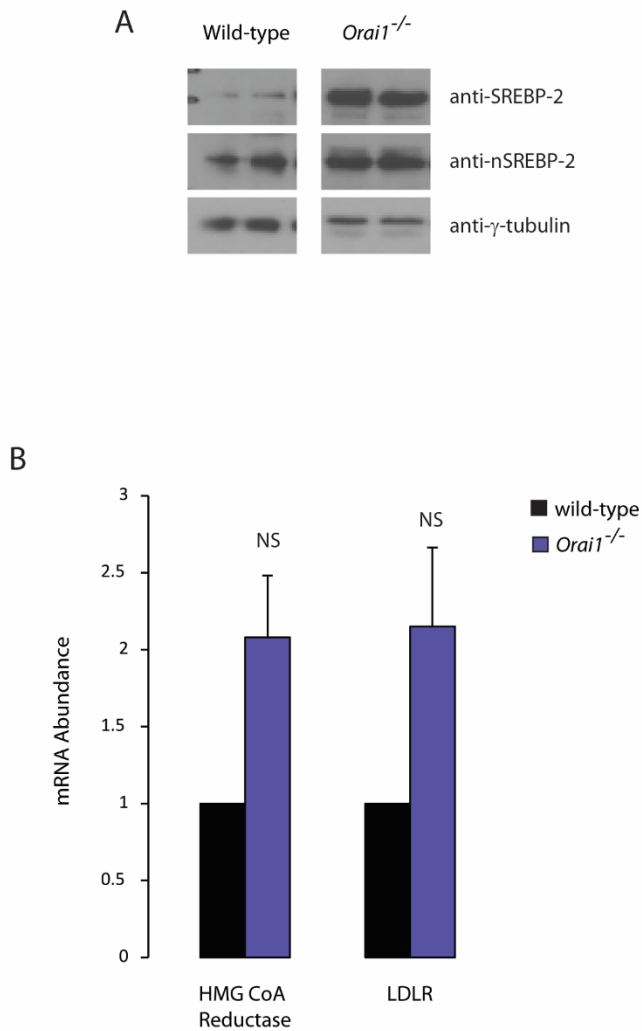 A
Wild-type
Orai1-/-
anti-SREBP-2
anti-nSREBP-2
anti-γ-tubulin
B
3
2.5
2
1.5
1
0.5
0
mRNA Abundance
NS
NS
wild-type
Orai1-/-
HMG CoA
Reductase
LDLR